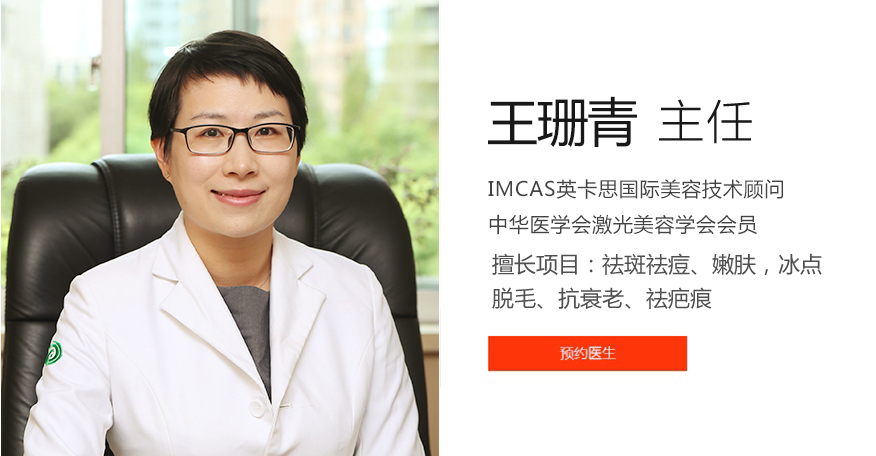 王珊青 主任
IMCAS英卡思国际美容技术顾问
中华医学会激光美容学会会员
擅长项目：祛斑祛痘、嫩肤，冰点
脱毛、抗衰老、祛疤痕
预约医生